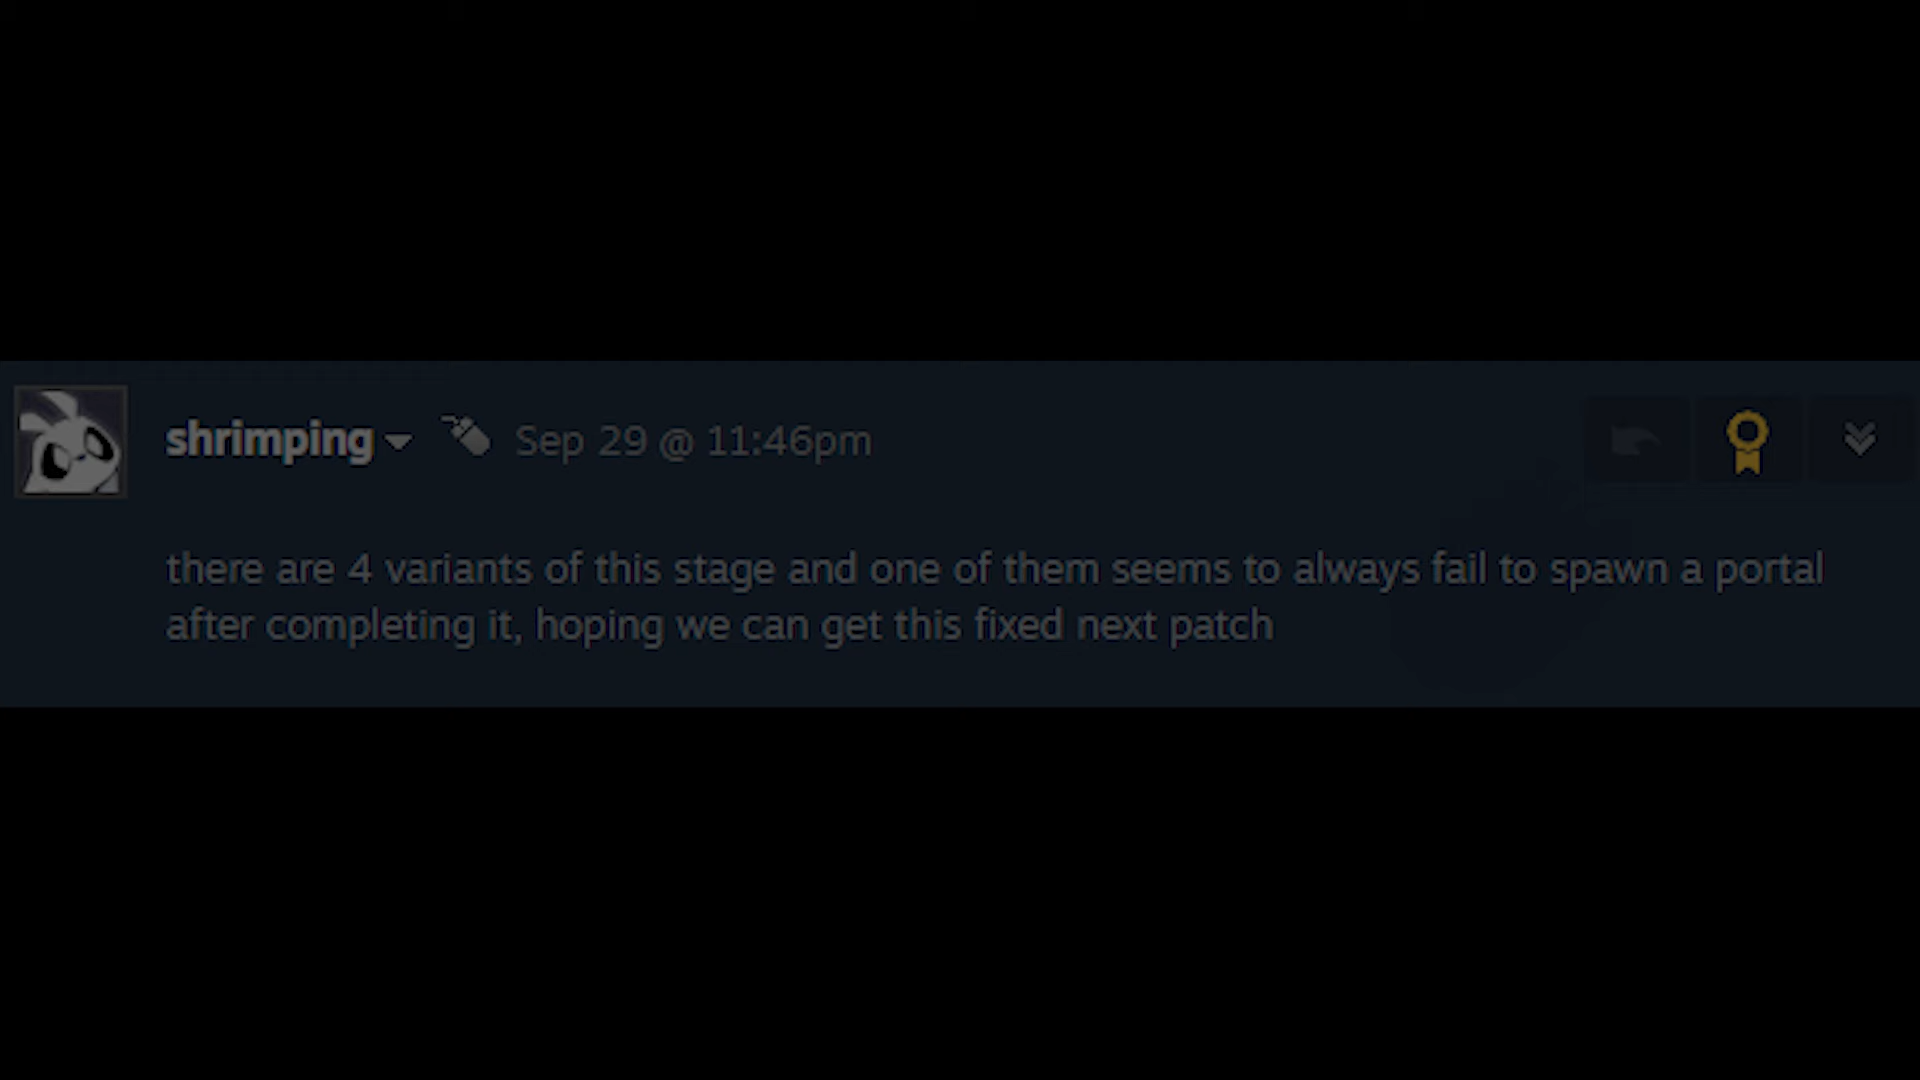 shrimping Sep 29 @ 11:46pm
there are 4 variants of this stage and one of them seems to always fail to spawn a portal
after completing it, hoping we can get this fixed next patch